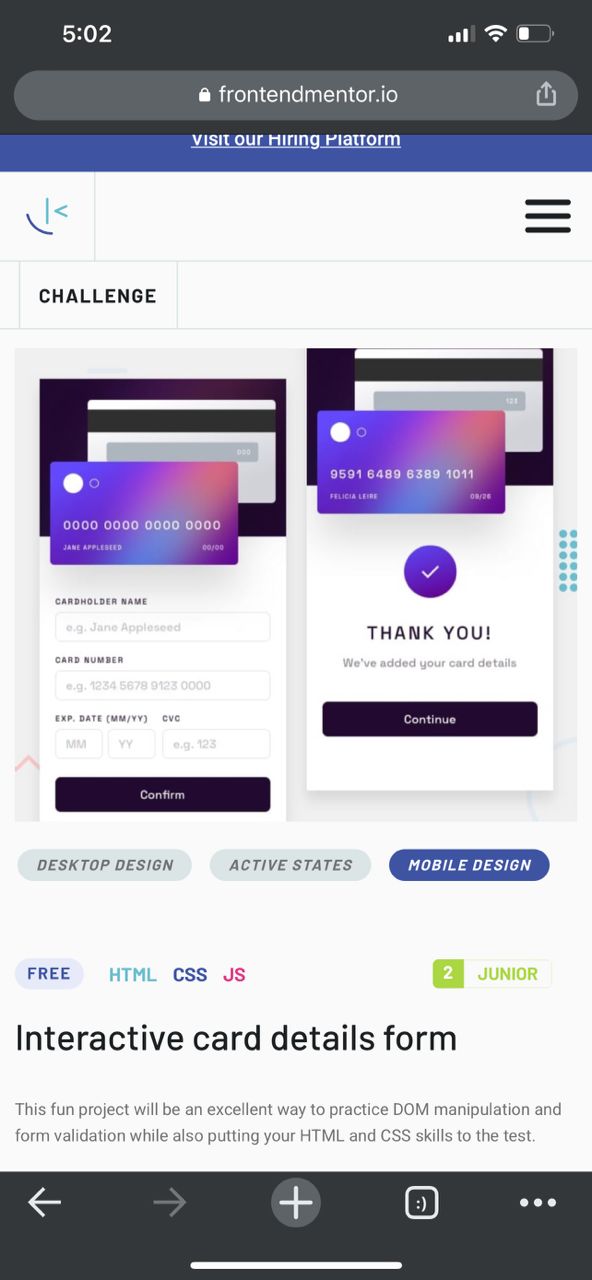 5:02
frontendmentor.io
Visit our Hiring Platform
CHALLENGE
000
0000 0000 0000 0000
JANE APPLESEED 00/00
CARDHOLDER NAME
e.g. Jane Appleseed
CARD NUMBER
e.g. 1234 5678 9123 0000
EXP. DATE (MM/YY) CVC
MM YY e.g. 123
Confirm
123
9591 6489 6389 1011
FELICIA LEIRE 09/26
THANK YOU!
We've added your card details
Continue
DESKTOP DESIGN ACTIVE STATES MOBILE DESIGN
FREE HTML CSS JS 2 JUNIOR
Interactive card details form
This fun project will be an excellent way to practice DOM manipulation and
form validation while also putting your HTML and CSS skills to the test.
:)